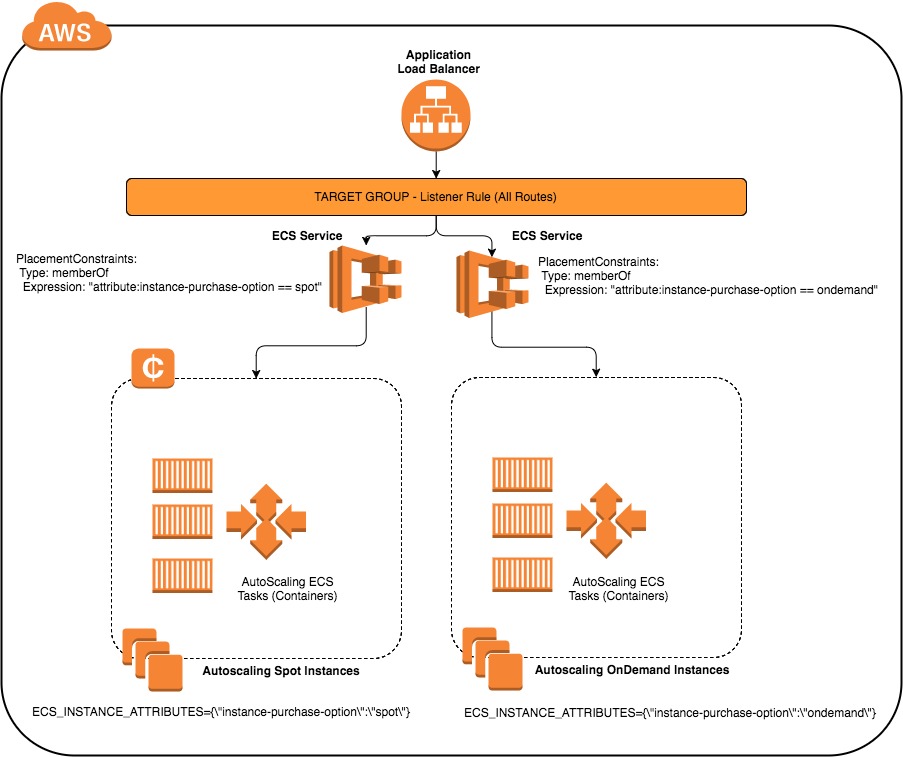 AWS
Application
Load Balancer
TARGET GROUP - Listener Rule (All Routes)
ECS Service
PlacementConstraints:
Type: memberOf
Expression: "attribute:instance-purchase-option == spot"
ECS Service
PlacementConstraints:
Type: memberOf
Expression: "attribute:instance-purchase-option == ondemand"
₵
AutoScaling ECS
Tasks (Containers)
AutoScaling ECS
Tasks (Containers)
Autoscaling Spot Instances
Autoscaling OnDemand Instances
ECS_INSTANCE_ATTRIBUTES={\"instance-purchase-option\":\"spot\"}
ECS_INSTANCE_ATTRIBUTES={\"instance-purchase-option\":\"ondemand\"}